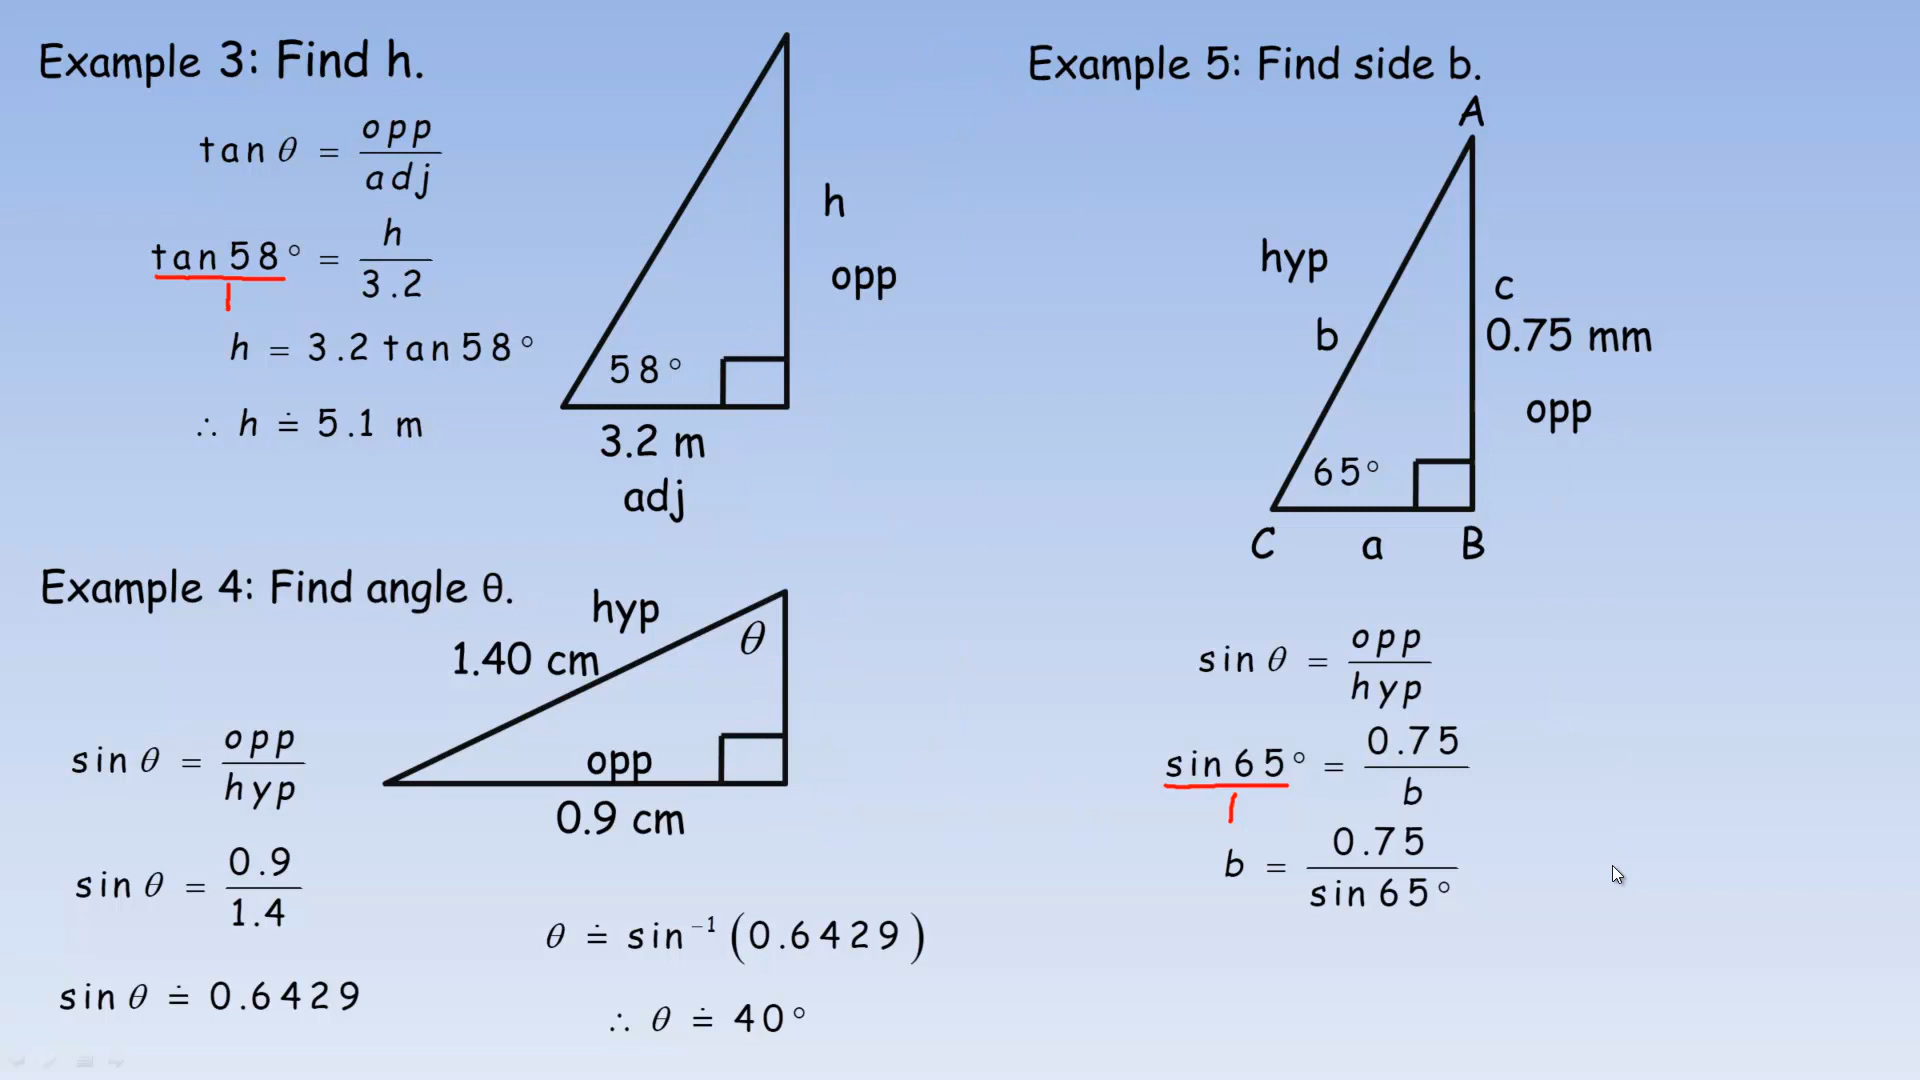 Example 3: Find h.
tan θ = opp/adj
tan 58° = h/3.2
1
h = 3.2 tan 58°
∴ h ≐ 5.1 m
h
opp
58°
3.2 m
adj
Example 4: Find angle θ.
hyp
1.40 cm
θ
opp
0.9 cm
sin θ = opp/hyp
sin θ = 0.9/1.4
sin θ ≐ 0.6429
θ ≐ sin⁻¹(0.6429)
∴ θ ≐ 40°
Example 5: Find side b.
A
hyp
c
b
0.75 mm
opp
65°
C a B
sin θ = opp/hyp
sin 65° = 0.75/b
1
b = 0.75/sin 65°